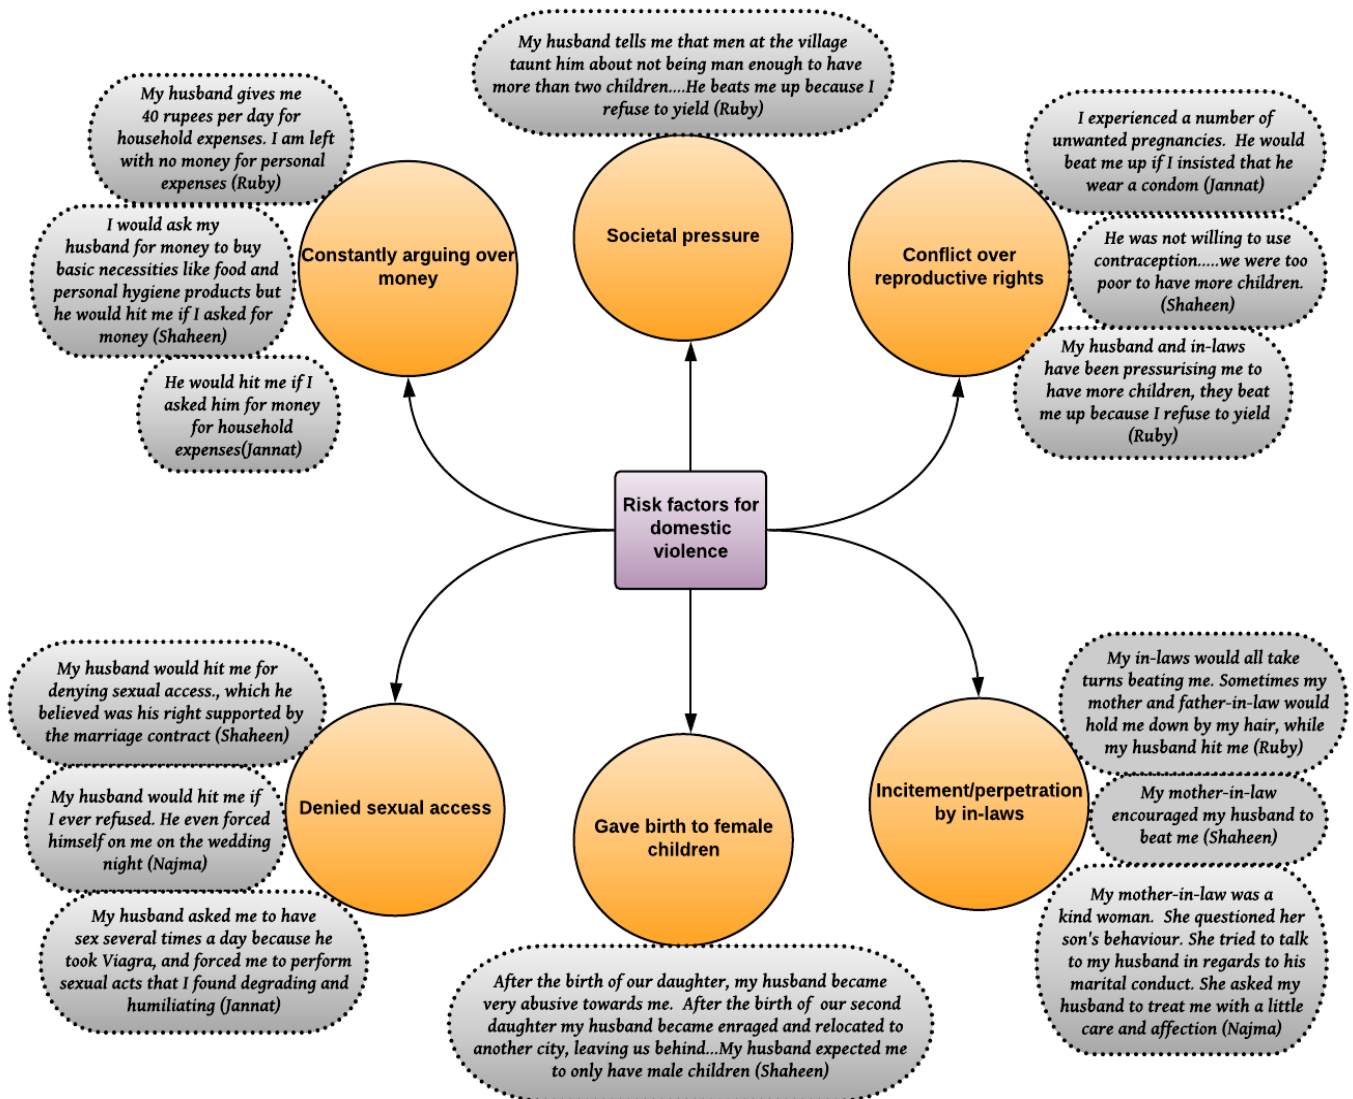 My husband tells me that men at the village
taunt him about not being man enough to have
more than two children....He beats me up because I
refuse to yield (Ruby)
My husband gives me
40 rupees per day for
household expenses. I am left
with no money for personal
expenses (Ruby)
I would ask my
husband for money to buy
basic necessities like food and
personal hygiene products but
he would hit me if I asked for
money (Shaheen)
He would hit me if I
asked him for money
for household
expenses(Jannat)
Constantly arguing over
money
Societal pressure
Conflict over
reproductive rights
I experienced a number of
unwanted pregnancies. He would
beat me up if I insisted that he
wear a condom (Jannat)
He was not willing to use
contraception.....we were too
poor to have more children.
(Shaheen)
My husband and in-laws
have been pressurising me to
have more children, they beat
me up because I refuse to yield
(Ruby)
Risk factors for
domestic
violence
My husband would hit me for
denying sexual access., which he
believed was his right supported by
the marriage contract (Shaheen)
My husband would hit me if
I ever refused. He even forced
himself on me on the wedding
night (Najma)
My husband asked me to have
sex several times a day because he
took Viagra, and forced me to perform
sexual acts that I found degrading and
humiliating (Jannat)
Denied sexual access
Gave birth to female
children
After the birth of our daughter, my husband became
very abusive towards me. After the birth of our second
daughter my husband became enraged and relocated to
another city, leaving us behind...My husband expected me
to only have male children (Shaheen)
Incitement/perpetration
by in-laws
My in-laws would all take
turns beating me. Sometimes my
mother and father-in-law would
hold me down by my hair, while
my husband hit me (Ruby)
My mother-in-law
encouraged my husband to
beat me (Shaheen)
My mother-in-law was a
kind woman. She questioned her
son's behaviour. She tried to talk
to my husband in regards to his
marital conduct. She asked my
husband to treat me with a little
care and affection (Najma)